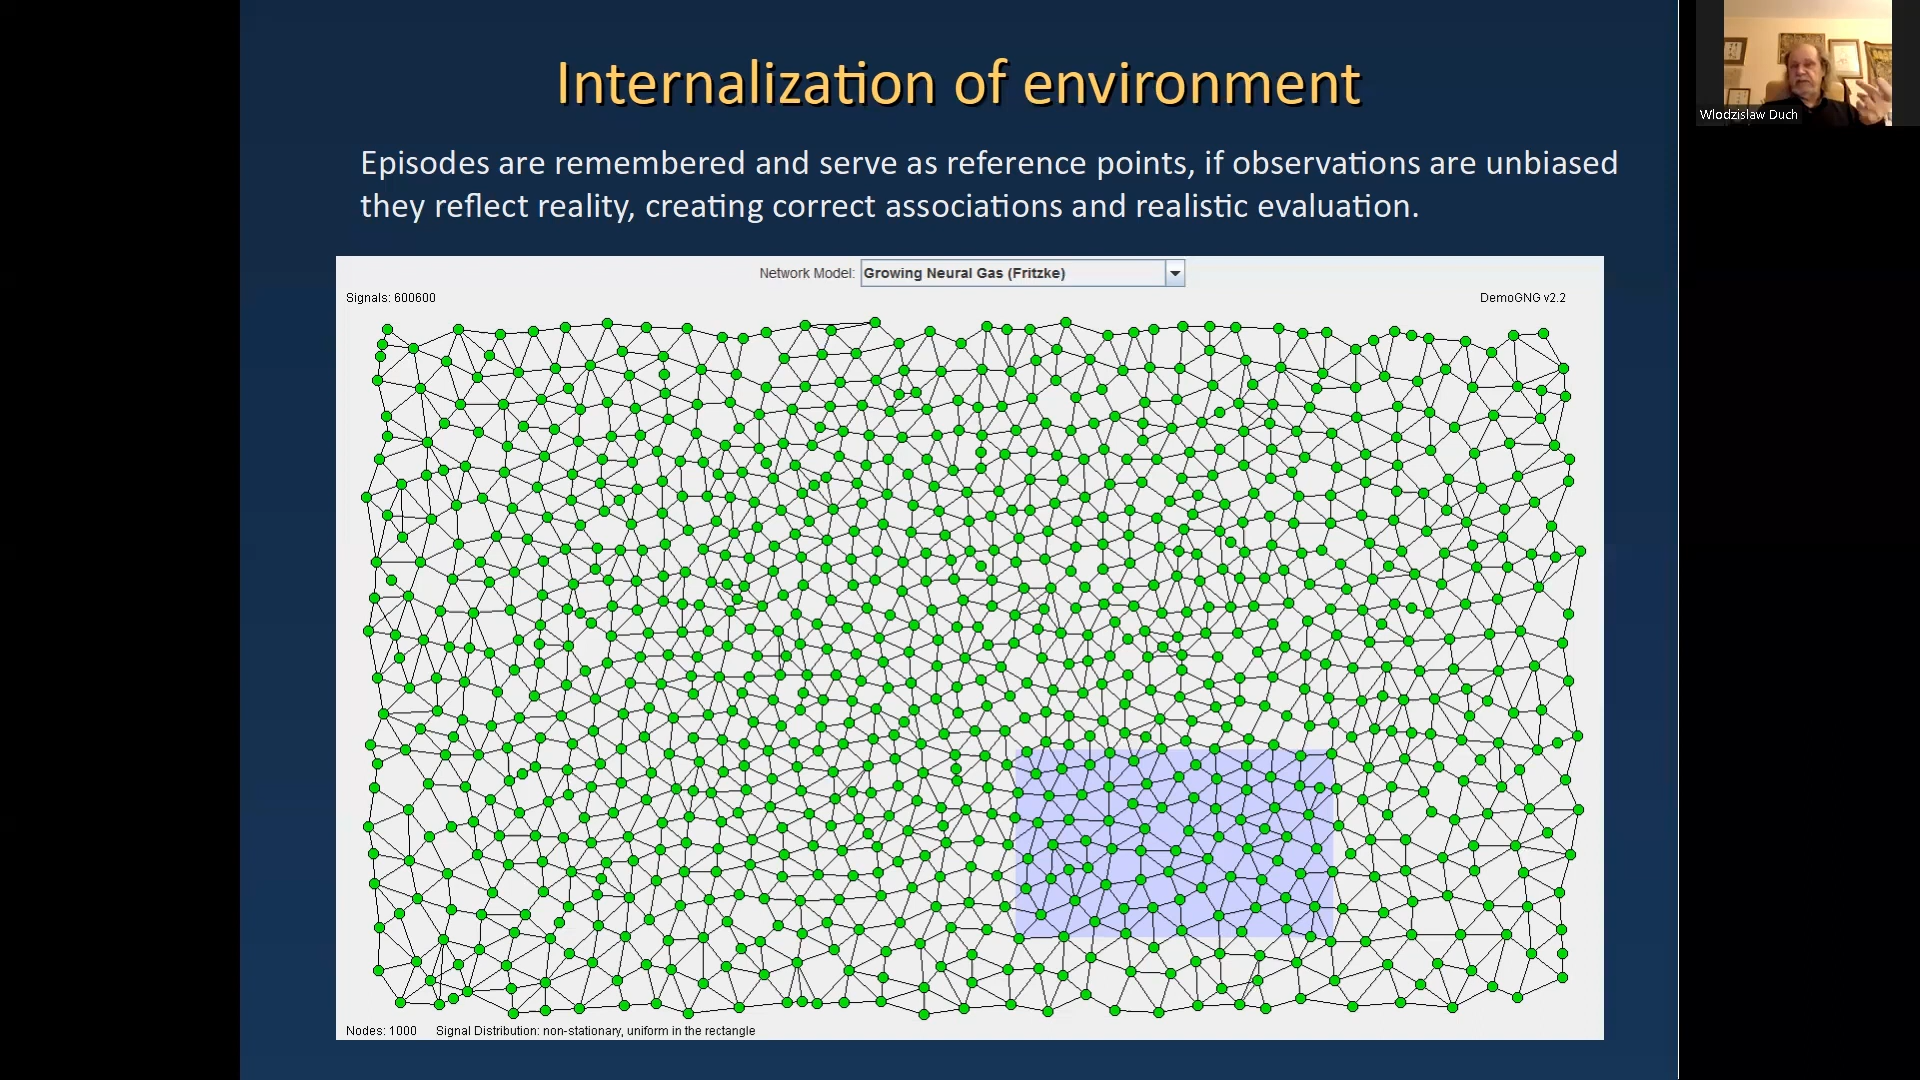 Internalization of environment
Wlodzislaw Duch
Episodes are remembered and serve as reference points, if observations are unbiased
they reflect reality, creating correct associations and realistic evaluation.
Network Model: Growing Neural Gas (Fritzke)
Signals: 600600
DemoGNG v2.2
Nodes: 1000
Signal Distribution: non-stationary, uniform in the rectangle